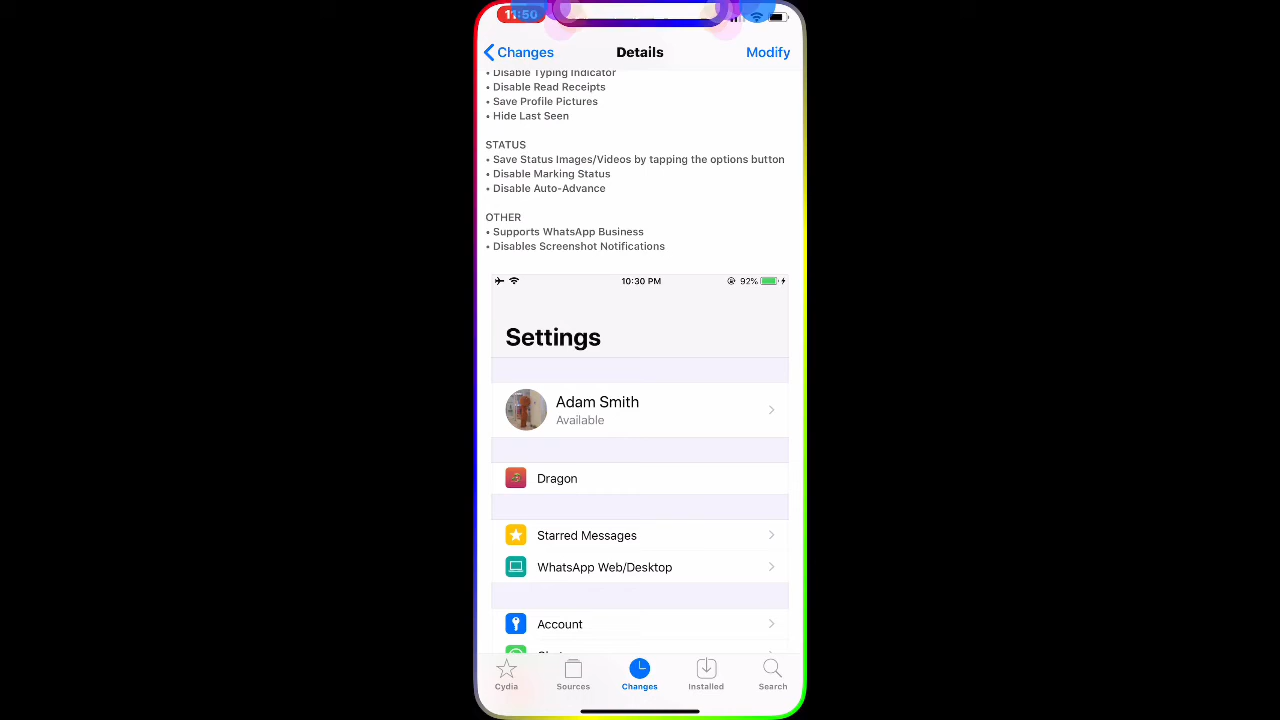 11:50
Changes
Details
Modify
• Disable Typing Indicator
• Disable Read Receipts
• Save Profile Pictures
• Hide Last Seen
STATUS
• Save Status Images/Videos by tapping the options button
• Disable Marking Status
• Disable Auto-Advance
OTHER
• Supports WhatsApp Business
• Disables Screenshot Notifications
10:30 PM
92%
Settings
Adam Smith
Available
Dragon
Starred Messages
WhatsApp Web/Desktop
Account
Cydia
Sources
Changes
Installed
Search